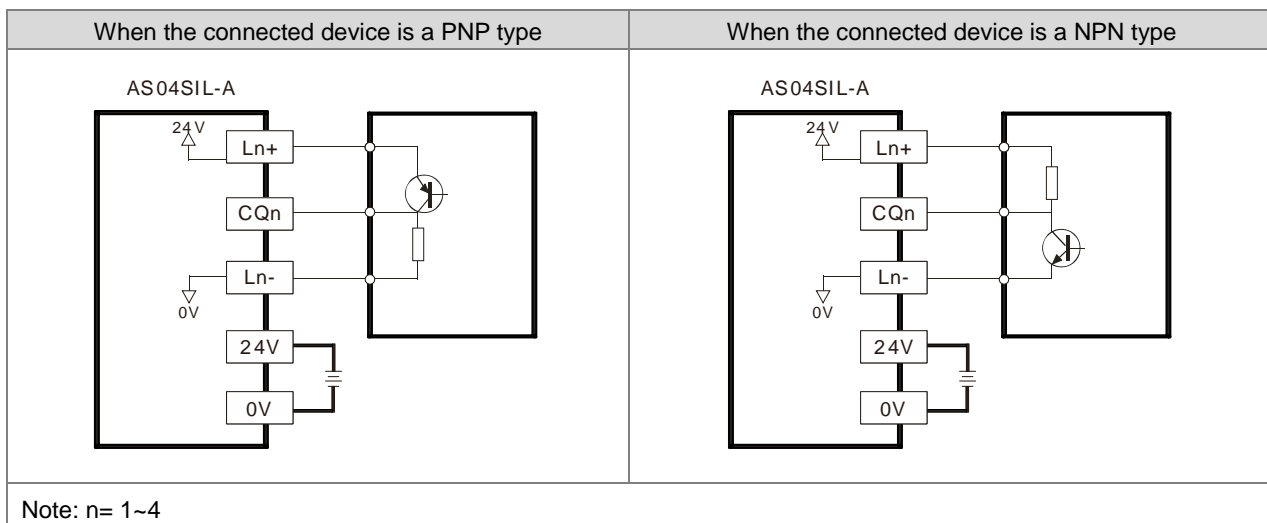 When the connected device is a PNP type
When the connected device is a NPN type
AS04SIL-A
24V
Ln+
CQn
Ln-
0V
24V
0V
AS04SIL-A
24V
Ln+
CQn
Ln-
0V
24V
0V
Note: n= 1~4